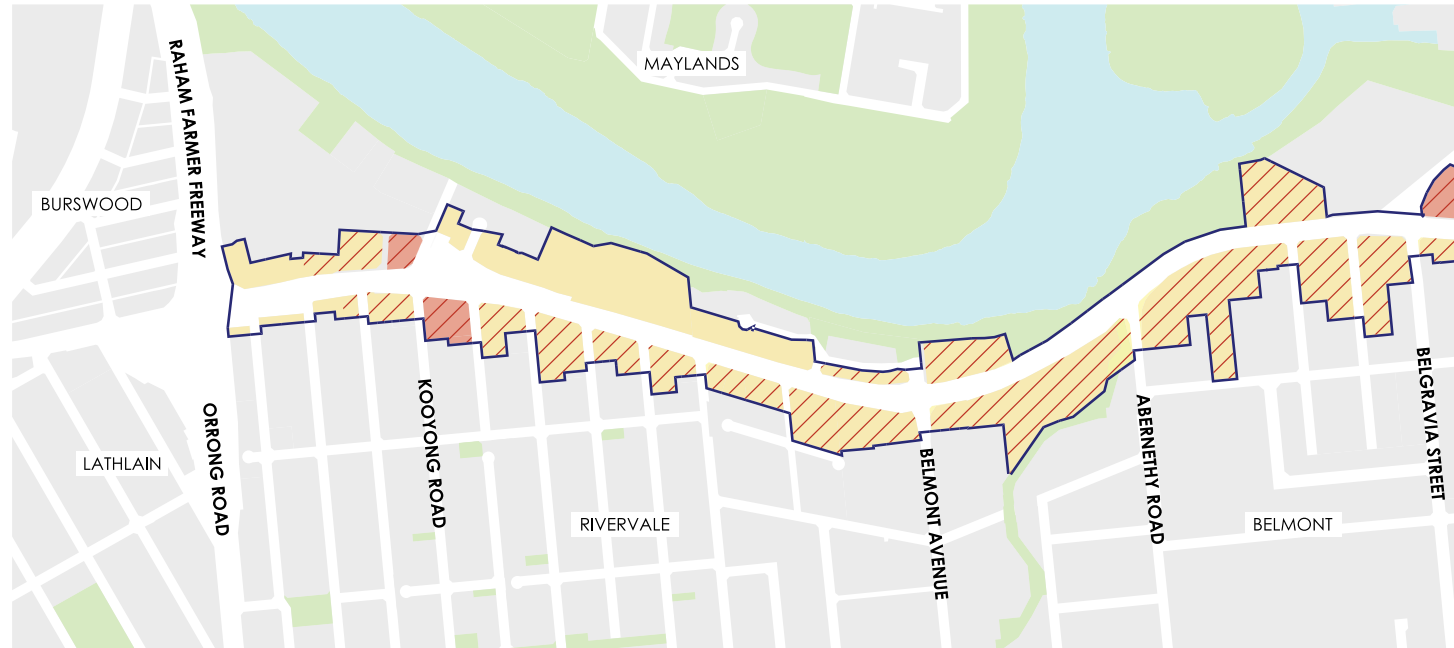 MAYLANDS
RAHAM FARMER FREEWAY
BURSWOOD
BELGRAVIA STREET
KOOYONG ROAD
ABERNETHY ROAD
ORRONG ROAD
LATHLAIN
BELMONT AVENUE
RIVERVALE
BELMONT